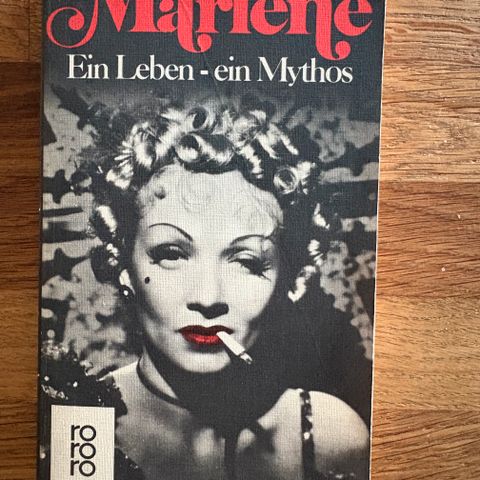 Marlene
Ein Leben - ein Mythos
ro
ro
ro